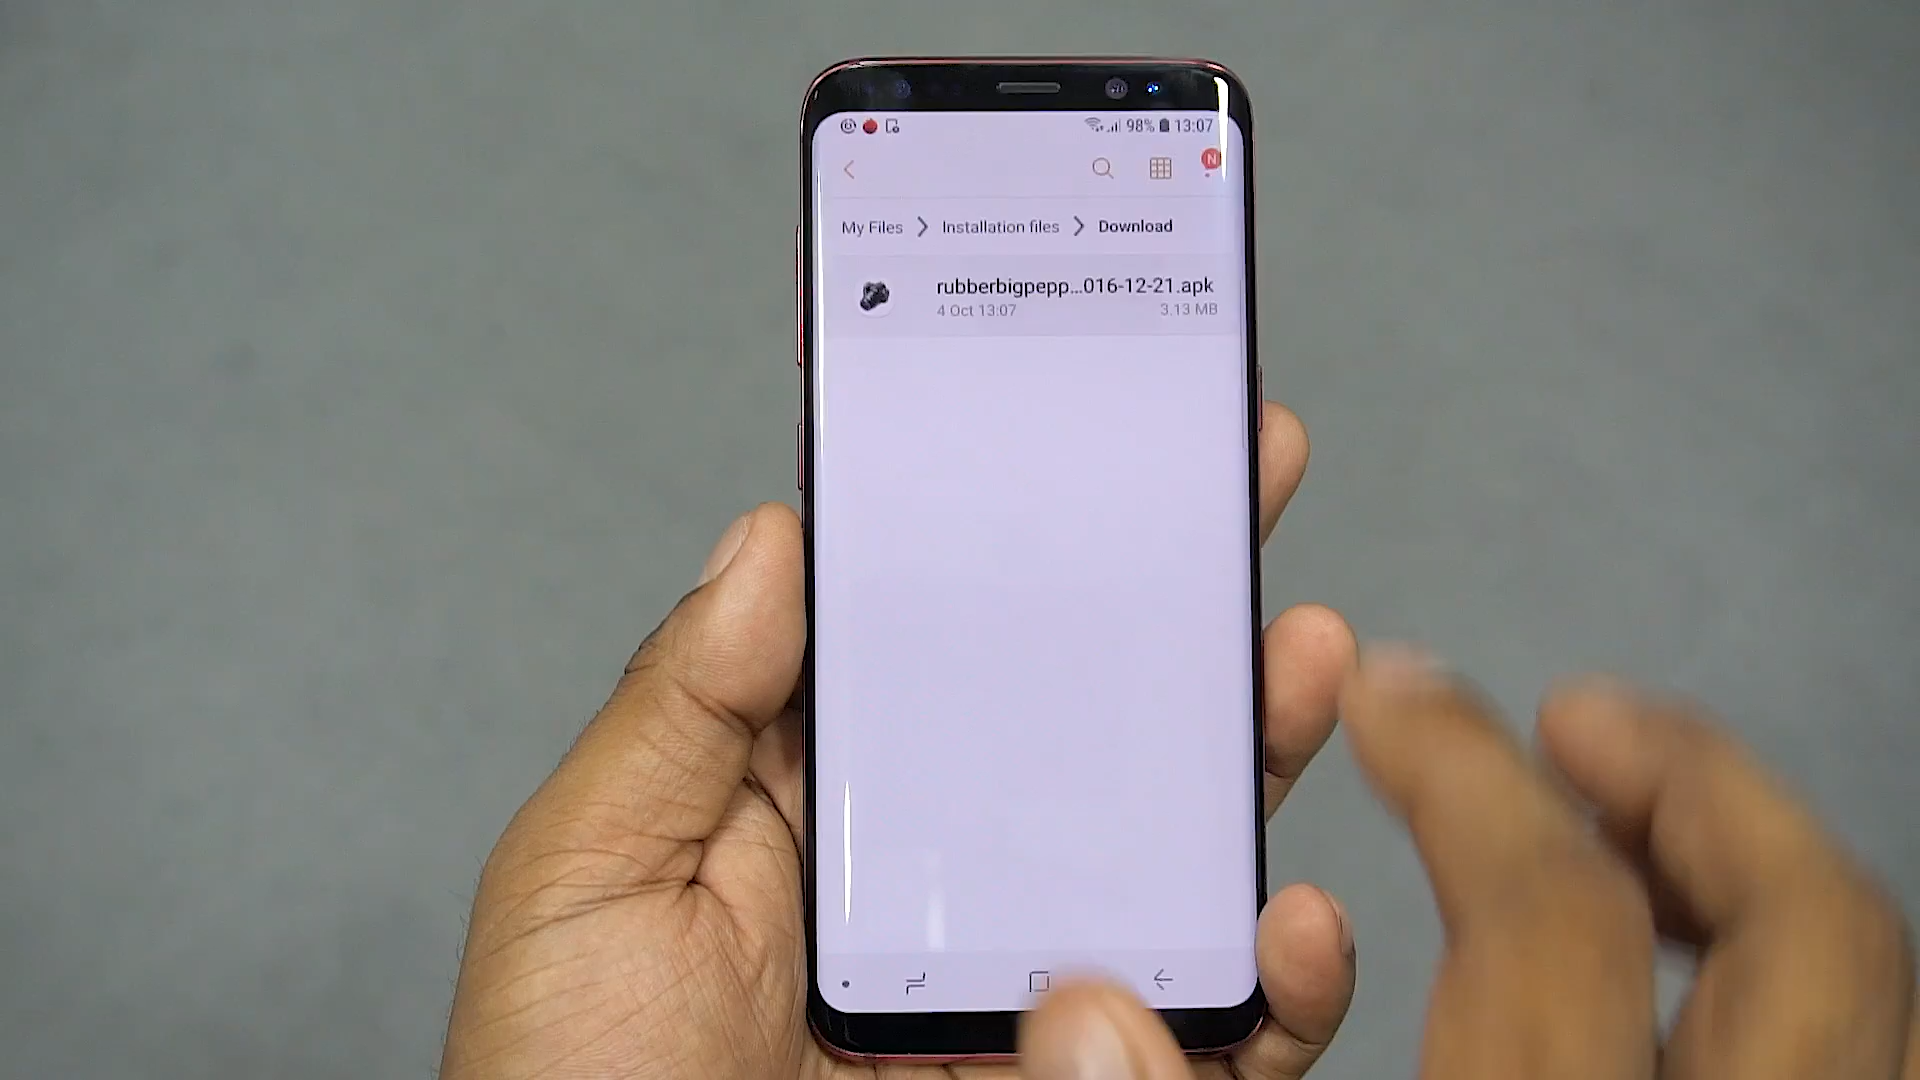 98% 13:07
N
My Files Installation files Download
rubberbigpepp...016-12-21.apk
4 Oct 13:07 3.13 MB